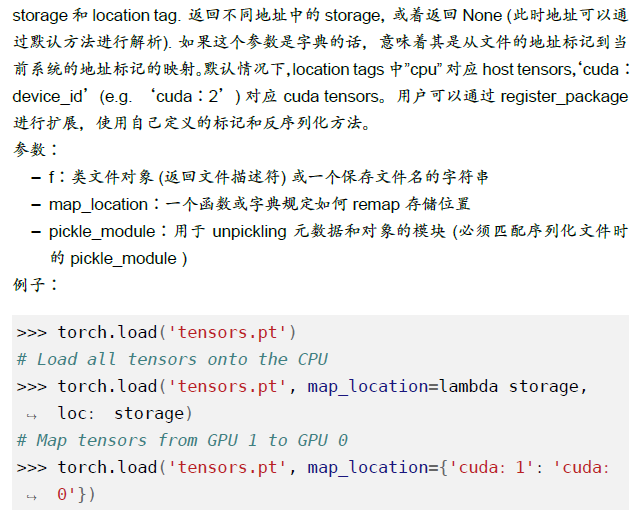 storage 和 location tag. 返回不同地址中的 storage, 或着返回 None (此时地址可以通
过默认方法进行解析). 如果这个参数是字典的话, 意味着其是从文件的地址标记到当
前系统的地址标记的映射。默认情况下,location tags 中"cpu" 对应 host tensors,‘cuda：
device_id’ (e.g. ‘cuda：2’) 对应 cuda tensors。用户可以通过 register_package
进行扩展, 使用自己定义的标记和反序列化方法。
参数：
– f：类文件对象 (返回文件描述符) 或一个保存文件名的字符串
– map_location：一个函数或字典规定如何 remap 存储位置
– pickle_module：用于 unpickling 元数据和对象的模块 (必须匹配序列化文件时
的 pickle_module )
例子：
>>> torch.load('tensors.pt')
# Load all tensors onto the CPU
>>> torch.load('tensors.pt', map_location=lambda storage,
↪ loc: storage)
# Map tensors from GPU 1 to GPU 0
>>> torch.load('tensors.pt', map_location={'cuda: 1': 'cuda:
↪ 0'})